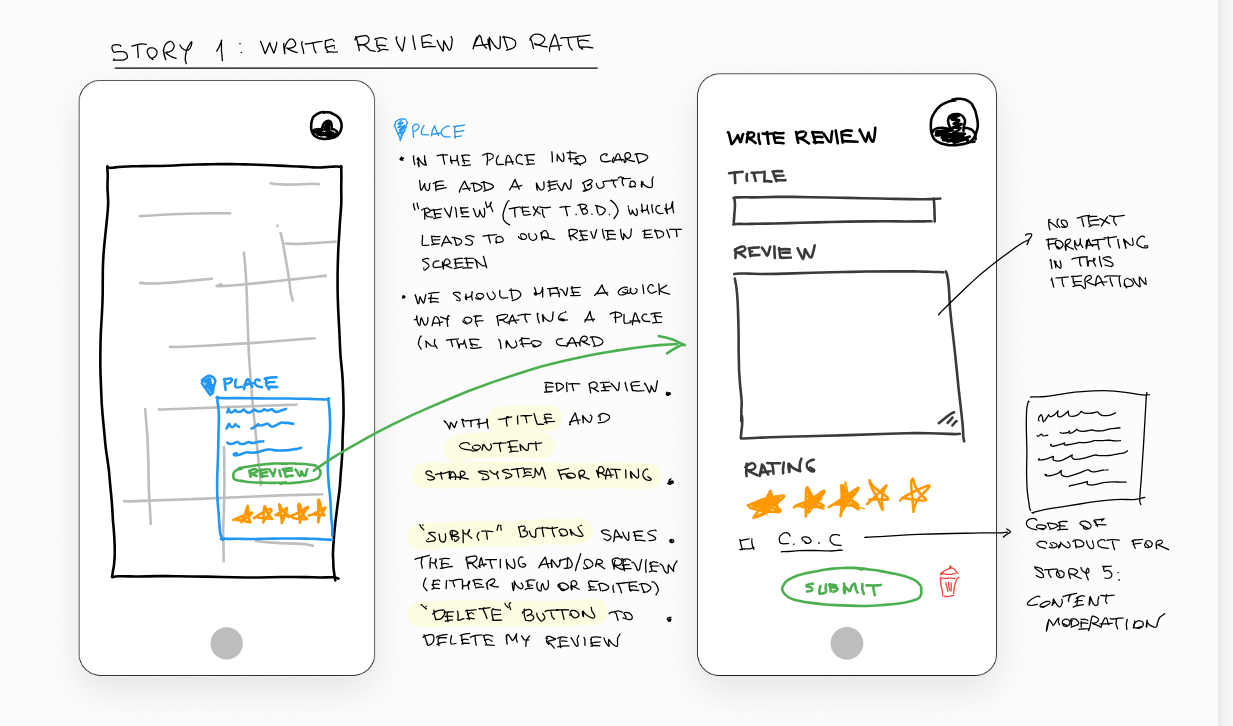 STORY 1: WRITE REVIEW AND RATE
PLACE
REVIEW
PLACE
• IN THE PLACE INFO CARD
WE ADD A NEW BUTTON
"REVIEW" (TEXT T.B.D.) WHICH
LEADS TO OUR REVIEW EDIT
SCREEN
• WE SHOULD HAVE A QUICK
WAY OF RATING A PLACE
IN THE INFO CARD
EDIT REVIEW •
WITH TITLE AND
CONTENT
STAR SYSTEM FOR RATING •
"SUBMIT" BUTTON SAVES •
THE RATING AND/OR REVIEW
(EITHER NEW OR EDITED)
"DELETE" BUTTON TO •
DELETE MY REVIEW
WRITE REVIEW
TITLE
REVIEW
RATING
C.O.C
SUBMIT
NO TEXT
FORMATTING
IN THIS
ITERATION
CODE OF
CONDUCT FOR
STORY 5:
CONTENT
MODERATION